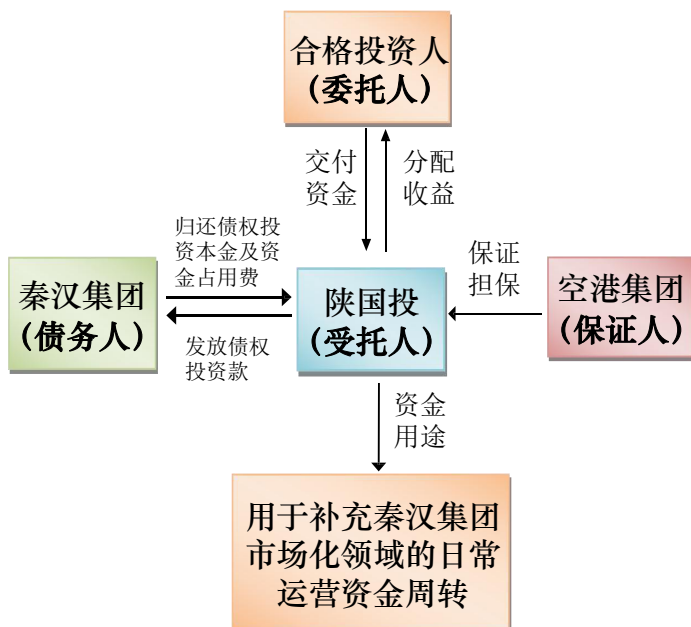 合格投资人
（委托人）
交付
资金
分配
收益
归还债权投
资本金及资
金占用费
秦汉集团
（债务人）
发放债权
投资款
陕国投
（受托人）
保证
担保
空港集团
（保证人）
资金
用途
用于补充秦汉集团
市场化领域的日常
运营资金周转